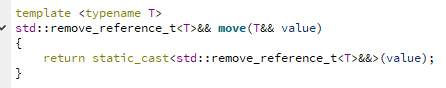 template <typename T>
std::remove_reference_t<T>&& move(T&& value)
{
    return static_cast<std::remove_reference_t<T>&&>(value);
}